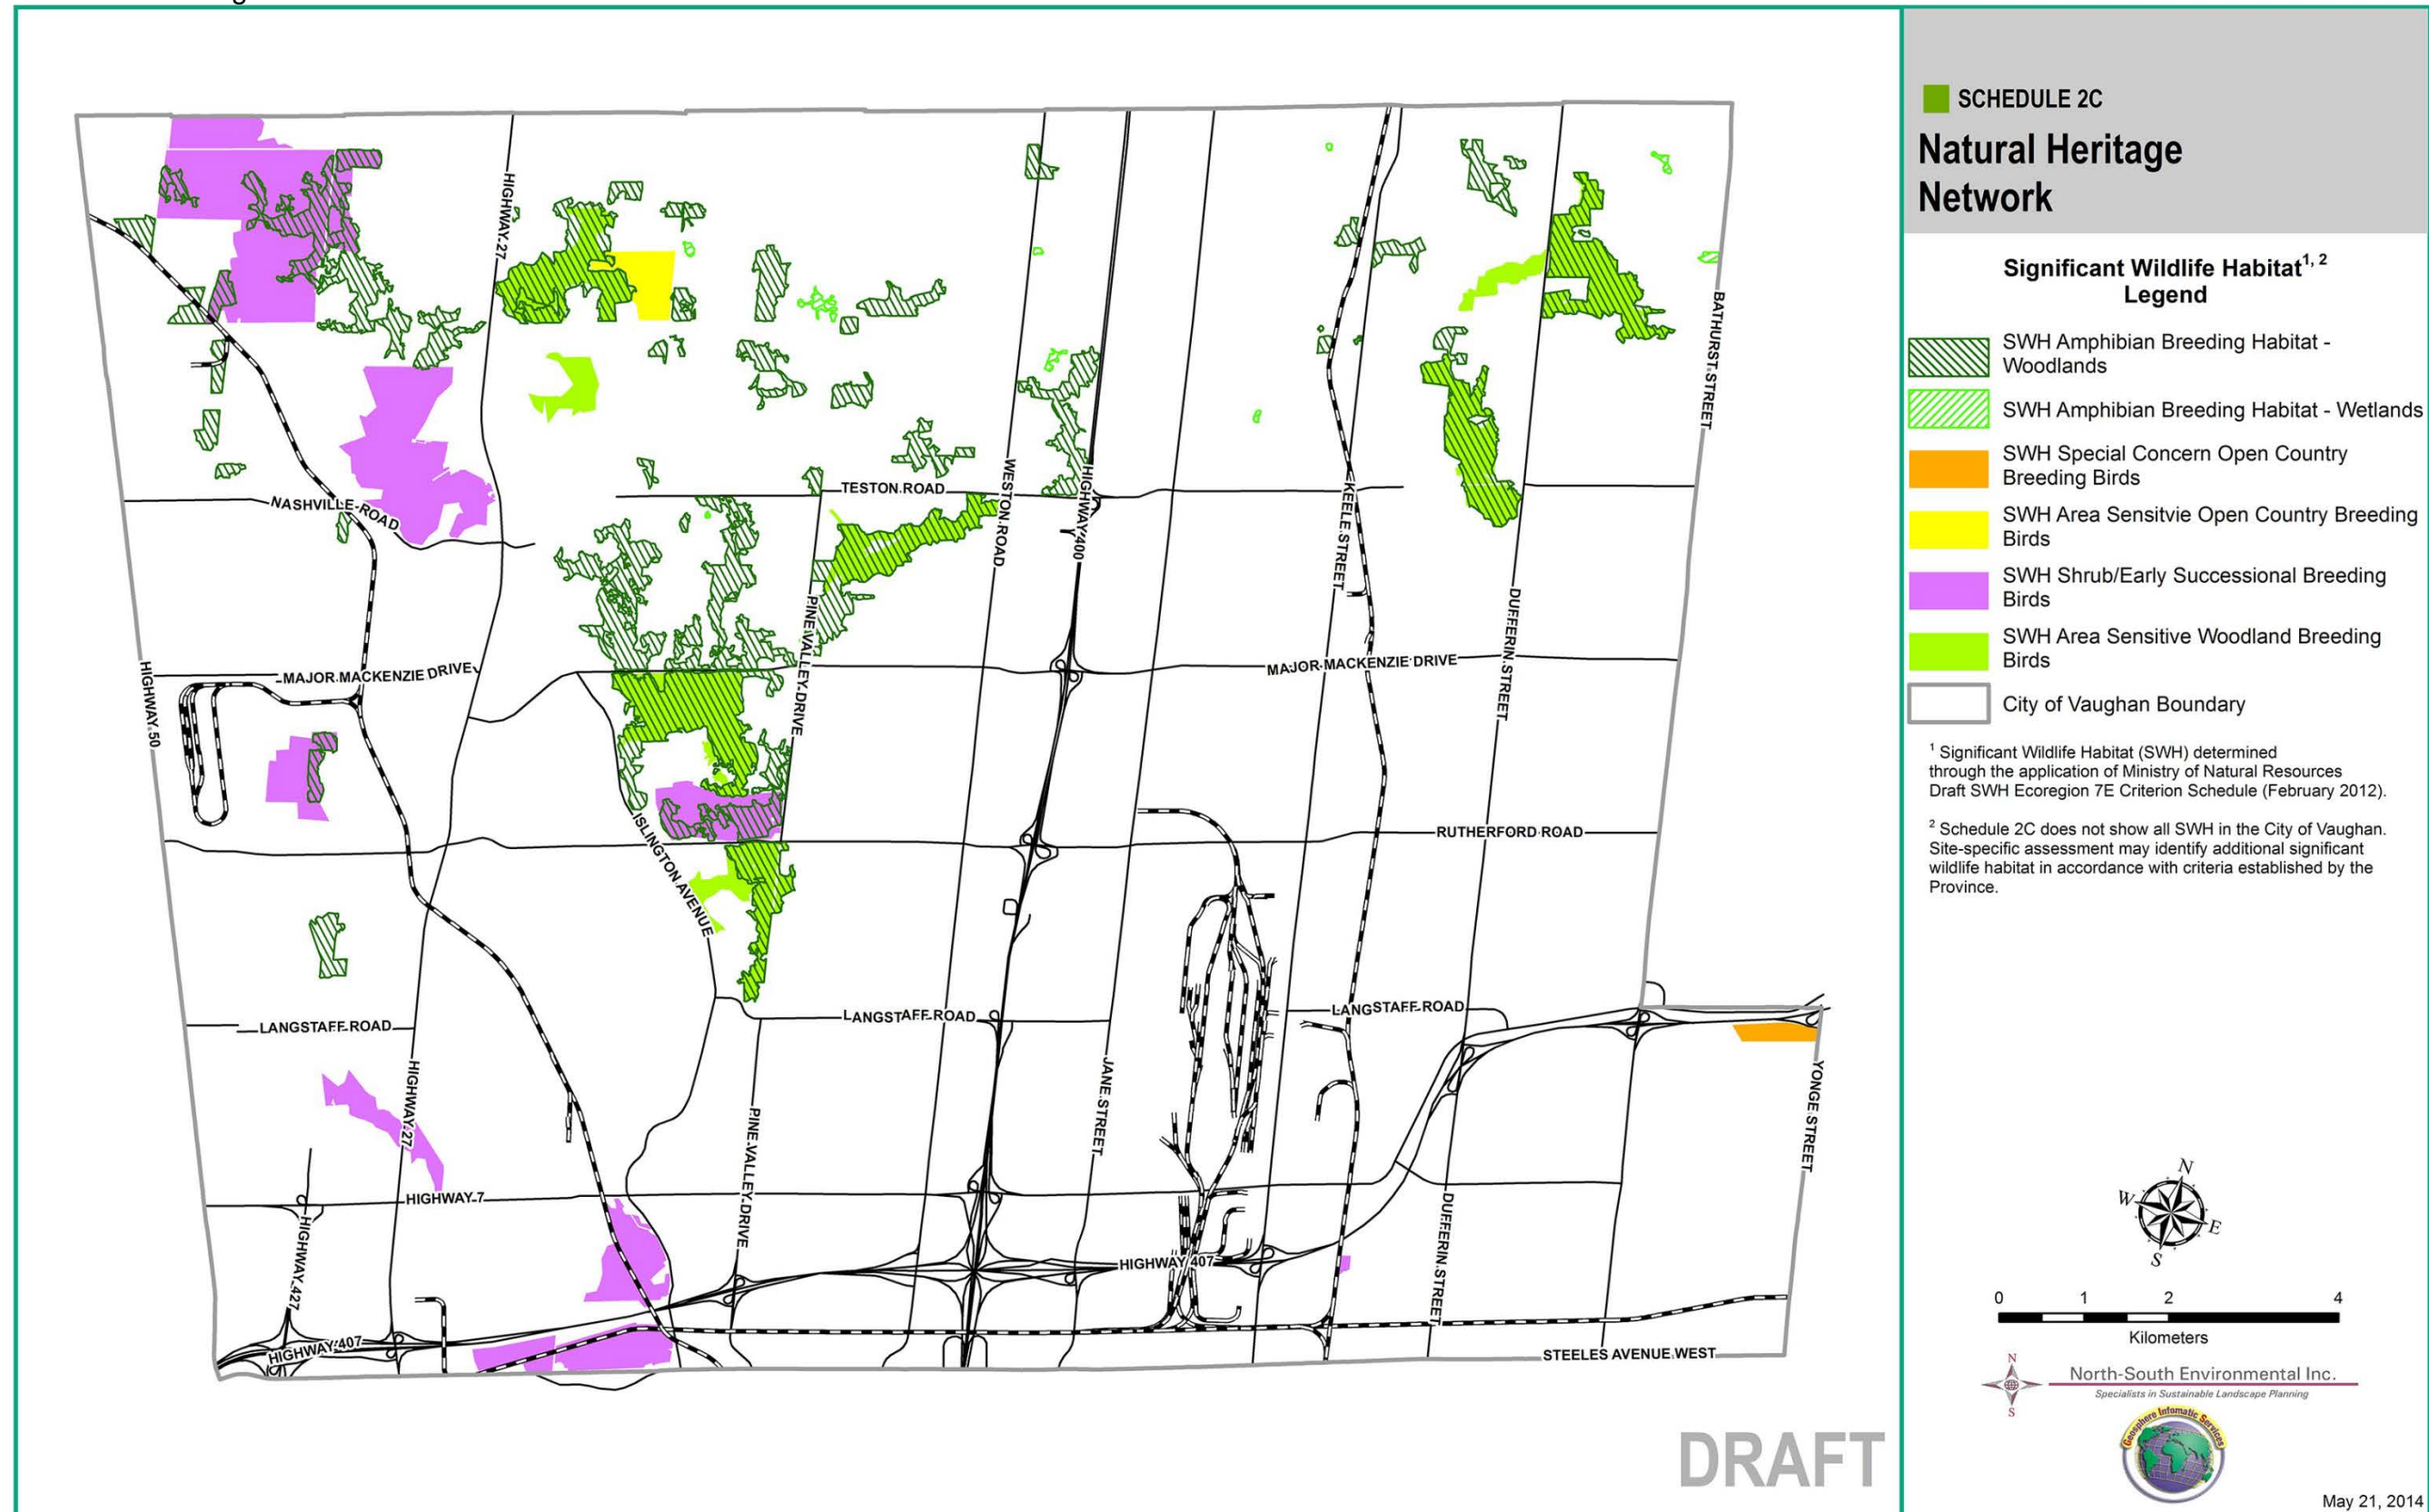 SCHEDULE 2C
Natural Heritage
Network
Significant Wildlife Habitat1, 2
Legend
SWH Amphibian Breeding Habitat -
Woodlands
SWH Amphibian Breeding Habitat - Wetlands
SWH Special Concern Open Country
Breeding Birds
SWH Area Sensitvie Open Country Breeding
Birds
SWH Shrub/Early Successional Breeding
Birds
SWH Area Sensitive Woodland Breeding
Birds
City of Vaughan Boundary
1 Significant Wildlife Habitat (SWH) determined
through the application of Ministry of Natural Resources
Draft SWH Ecoregion 7E Criterion Schedule (February 2012).
2 Schedule 2C does not show all SWH in the City of Vaughan.
Site-specific assessment may identify additional significant
wildlife habitat in accordance with criteria established by the
Province.
N
W
E
S
0 1 2 4
Kilometers
N
S
North-South Environmental Inc.
Specialists in Sustainable Landscape Planning
Geosphere Infomatic Services
May 21, 2014
DRAFT
HIGHWAY 27
BATHURST STREET
TESTON ROAD
WESTON ROAD
HIGHWAY 400
KEELE STREET
NASHVILLE ROAD
DUFFERIN STREET
PINE VALLEY DRIVE
HIGHWAY 50
MAJOR MACKENZIE DRIVE
MAJOR MACKENZIE DRIVE
ISLINGTON AVENUE
RUTHERFORD ROAD
LANGSTAFF ROAD
LANGSTAFF ROAD
LANGSTAFF ROAD
HIGHWAY 27
JANE STREET
YONGE STREET
PINE VALLEY DRIVE
HIGHWAY 7
DUFFERIN STREET
HIGHWAY 427
HIGHWAY 407
HIGHWAY 407
STEELES AVENUE WEST